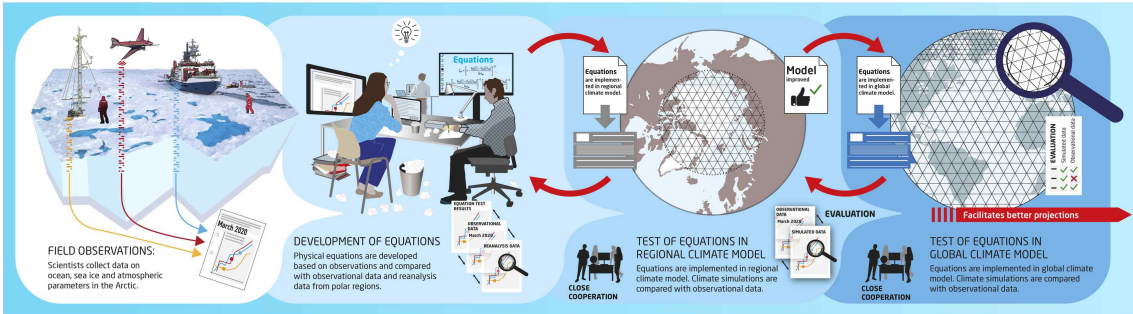 March 2020
FIELD OBSERVATIONS:
Scientists collect data on
ocean, sea ice and atmospheric
parameters in the Arctic.
Equations
EQUATION TEST
RESULTS
OBSERVATIONAL
DATA
March 2020
REANALYSIS DATA
DEVELOPMENT OF EQUATIONS
Physical equations are developed
based on observations and compared
with observational data and reanalysis
data from polar regions.
Equations
are implemen-
ted in regional
climate model.
Model
improved
CLOSE
COOPERATION
TEST OF EQUATIONS IN
REGIONAL CLIMATE MODEL
Equations are implemented in regional
climate model. Climate simulations are
compared with observational data.
OBSERVATIONAL
DATA
March 2020
SIMULATED DATA
EVALUATION
Equations
are implemen-
ted in global
climate model.
EVALUATION
Simulated data
Observational data
Facilitates better projections
CLOSE
COOPERATION
TEST OF EQUATIONS IN
GLOBAL CLIMATE MODEL
Equations are implemented in global climate
model. Climate simulations are compared
with observational data.